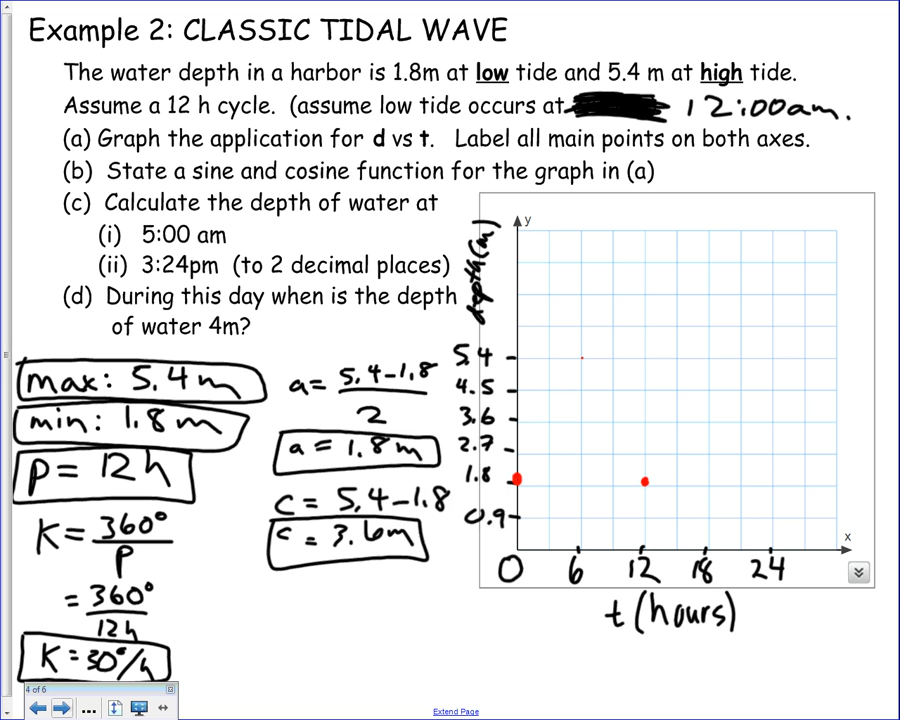 Example 2: CLASSIC TIDAL WAVE
The water depth in a harbor is 1.8m at low tide and 5.4 m at high tide.
Assume a 12 h cycle. (assume low tide occurs at 12:00am.
(a) Graph the application for d vs t. Label all main points on both axes.
(b) State a sine and cosine function for the graph in (a)
(c) Calculate the depth of water at
(i) 5:00 am
(ii) 3:24pm (to 2 decimal places)
(d) During this day when is the depth
of water 4m?
max: 5.4m
min: 1.8m
P = 12h
K = 360°
P
= 360°
12h
K = 30°/h
a = 5.4-1.8
2
a = 1.8m
c = 5.4-1.8
c = 3.6m
y
depth(m)
5.4
4.5
3.6
2.7
1.8
0.9
x
0 6 12 18 24
t (hours)
4 of 6
...
Extend Page